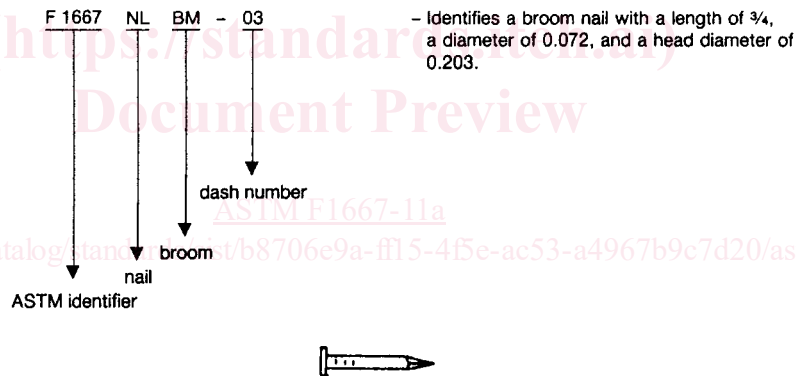 F 1667 NL BM – 03
– Identifies a broom nail with a length of ¾,
a diameter of 0.072, and a head diameter of
0.203.
https://standards.iteh.ai)
Document Preview
dash number
ASTM F1667-11a
atalog/standards/sist/b8706e9a-ff15-4f5e-ac53-a4967b9c7d20/as
broom
nail
ASTM identifier